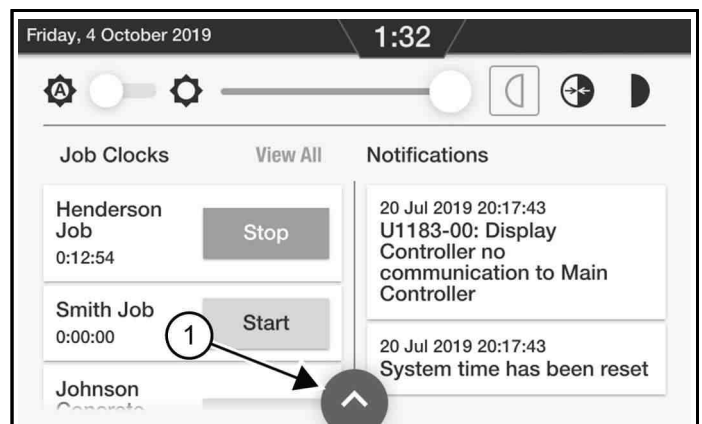 Friday, 4 October 2019
1:32
A
Job Clocks
View All
Notifications
Henderson
Job
0:12:54
Stop
Smith Job
0:00:00
Start
1
Johnson
Concrete
20 Jul 2019 20:17:43
U1183-00: Display
Controller no
communication to Main
Controller
20 Jul 2019 20:17:43
System time has been reset